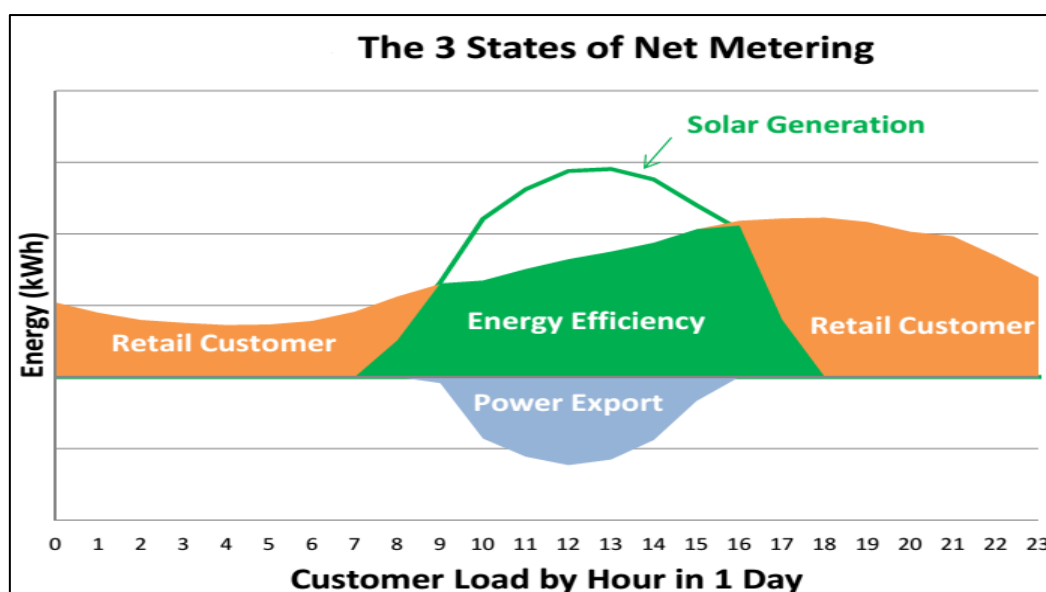 The 3 States of Net Metering
Solar Generation
Energy (kWh)
Energy Efficiency
Retail Customer
Retail Customer
Power Export
0 1 2 3 4 5 6 7 8 9 10 11 12 13 14 15 16 17 18 19 20 21 22 23
Customer Load by Hour in 1 Day